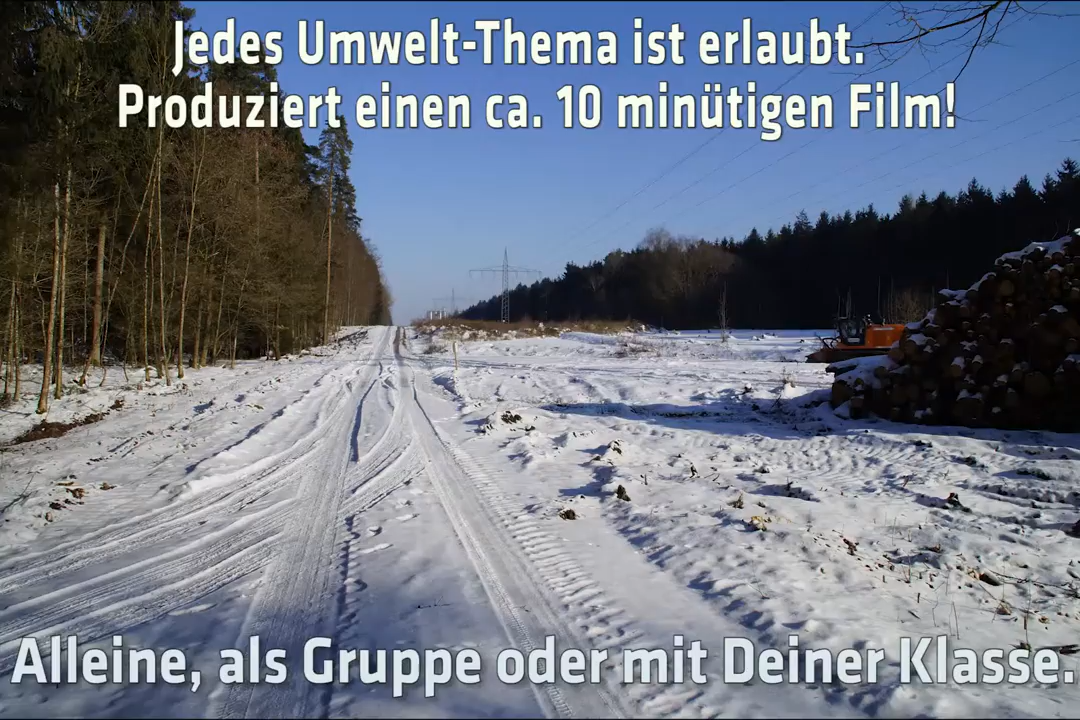 Jedes Umwelt-Thema ist erlaubt.
Produziert einen ca. 10 minütigen Film!
Alleine, als Gruppe oder mit Deiner Klasse.